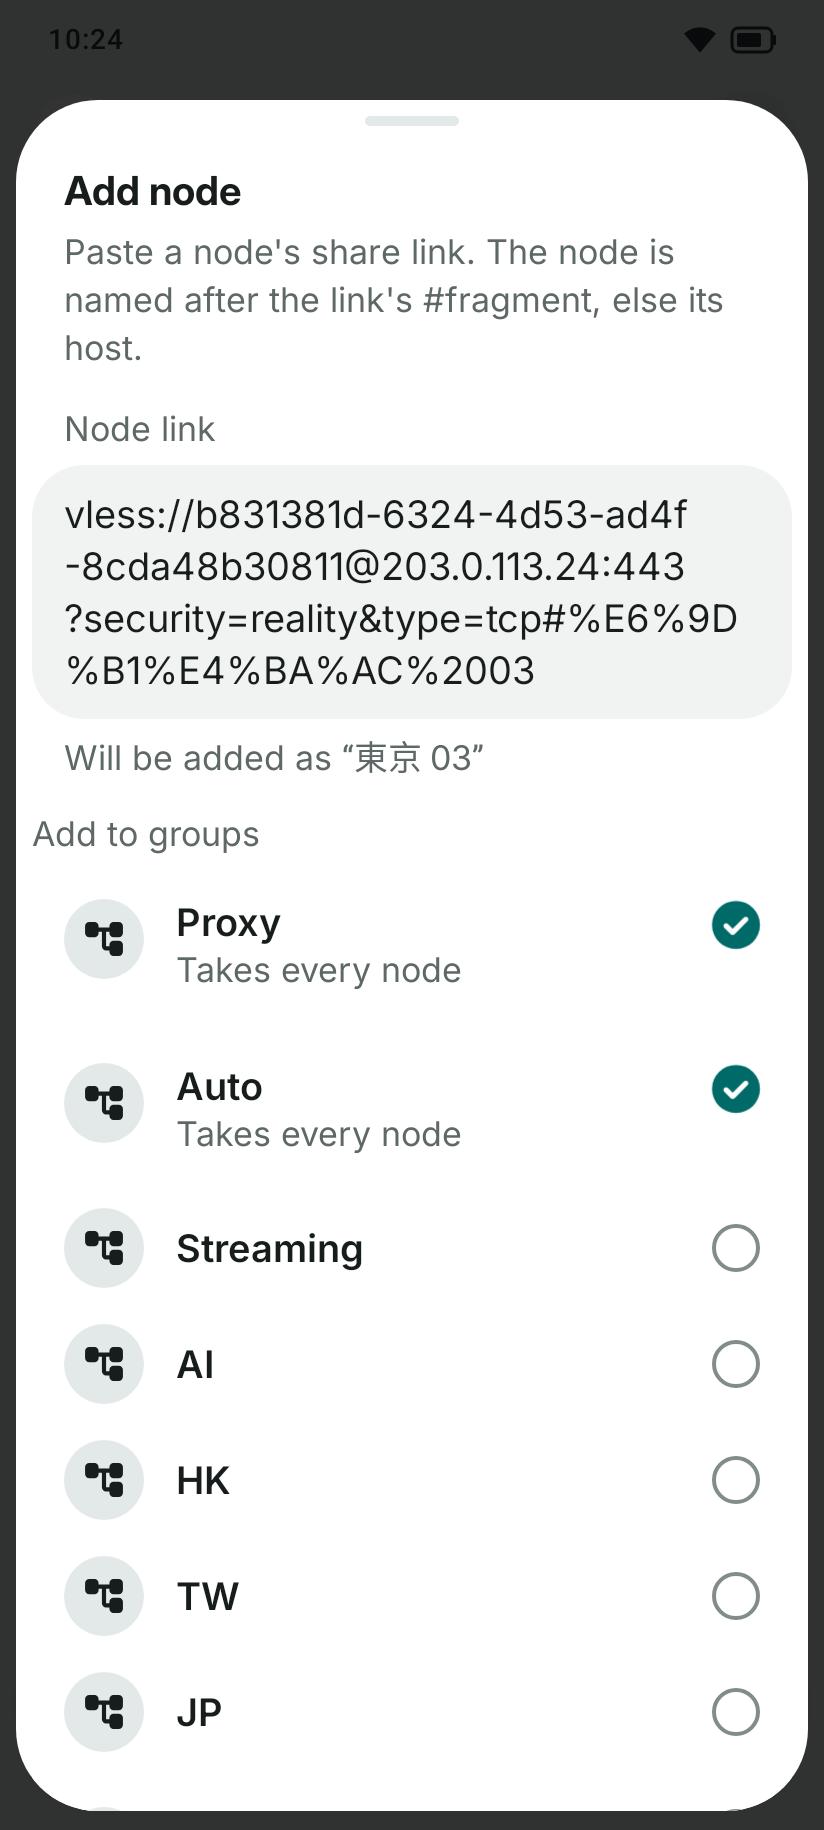 10:24
Add node
Paste a node's share link. The node is
named after the link's #fragment, else its
host.
Node link
vless://b831381d-6324-4d53-ad4f
-8cda48b30811@203.0.113.24:443
?security=reality&type=tcp#%E6%9D
%B1%E4%BA%AC%2003
Will be added as “東京 03”
Add to groups
Proxy
Takes every node
Auto
Takes every node
Streaming
AI
HK
TW
JP